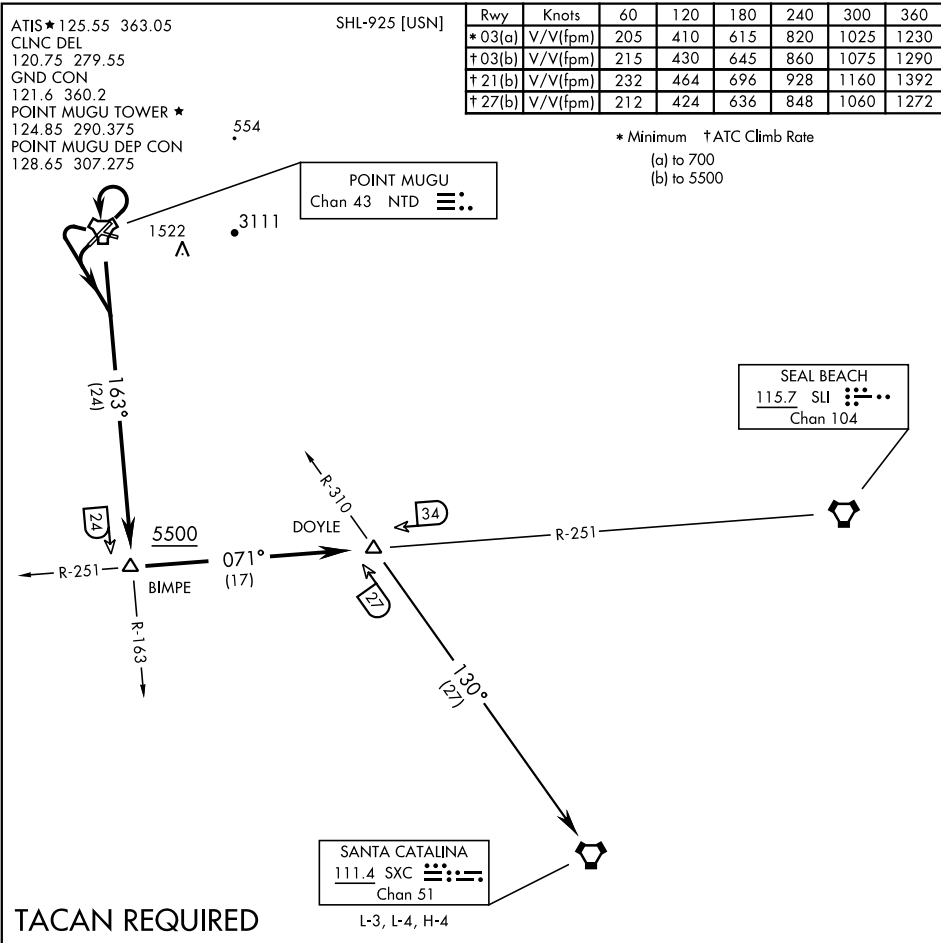 ATIS★ 125.55 363.05
CLNC DEL
120.75 279.55
GND CON
121.6 360.2
POINT MUGU TOWER ★
124.85 290.375
POINT MUGU DEP CON
128.65 307.275
SHL-925 [USN]
Rwy Knots 60 120 180 240 300 360
* 03(a) V/V(fpm) 205 410 615 820 1025 1230
† 03(b) V/V(fpm) 215 430 645 860 1075 1290
† 21(b) V/V(fpm) 232 464 696 928 1160 1392
† 27(b) V/V(fpm) 212 424 636 848 1060 1272
* Minimum † ATC Climb Rate
(a) to 700
(b) to 5500
554
POINT MUGU
Chan 43 NTD
1522
3111
163°
(24)
SEAL BEACH
115.7 SLI
Chan 104
R-310
34
DOYLE
R-251
24
5500
071°
(17)
R-251
BIMPE
27
R-163
130°
(27)
SANTA CATALINA
111.4 SXC
Chan 51
L-3, L-4, H-4
TACAN REQUIRED